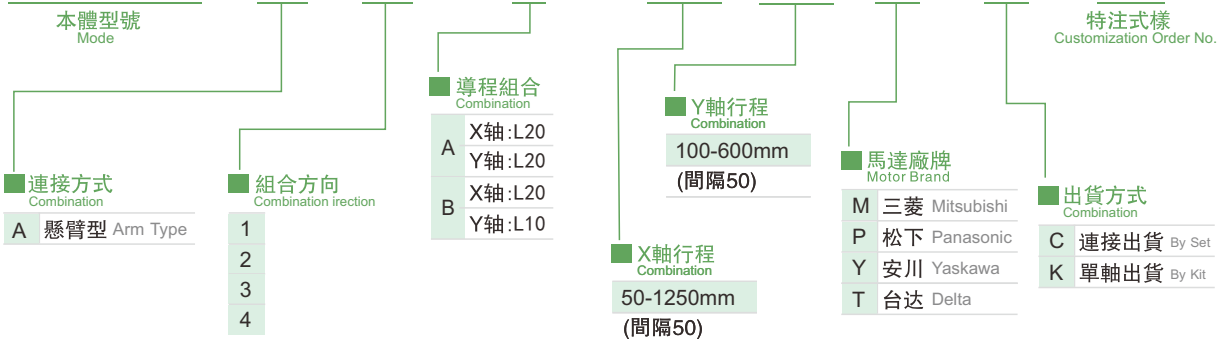 本體型號
Mode
特注式樣
Customization Order No.
連接方式
Combination
A 懸臂型 Arm Type
組合方向
Combination irection
1
2
3
4
導程組合
Combination
A
X轴:L20
Y轴:L20
B
X轴:L20
Y轴:L10
X軸行程
Combination
50-1250mm
(間隔50)
Y軸行程
Combination
100-600mm
(間隔50)
馬達廠牌
Motor Brand
M 三菱 Mitsubishi
P 松下 Panasonic
Y 安川 Yaskawa
T 台达 Delta
出貨方式
Combination
C 連接出貨 By Set
K 單軸出貨 By Kit